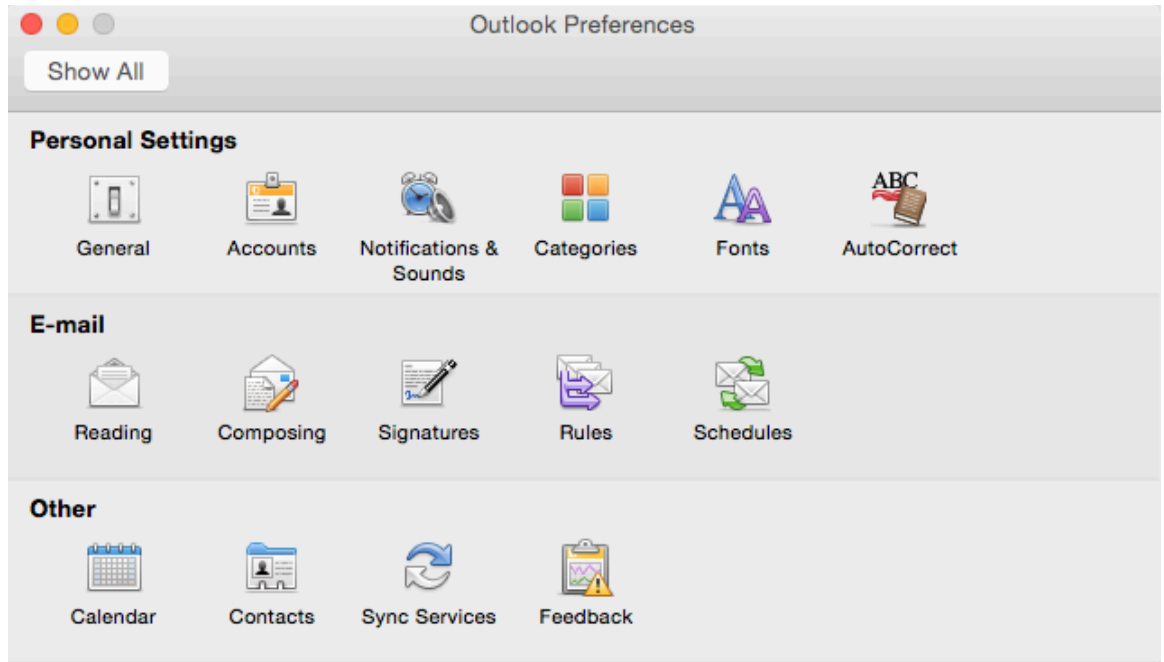 Outlook Preferences
Show All
Personal Settings
General
Accounts
Notifications &
Sounds
Categories
Fonts
ABC
AutoCorrect
E-mail
Reading
Composing
Signatures
Rules
Schedules
Other
Calendar
Contacts
Sync Services
Feedback